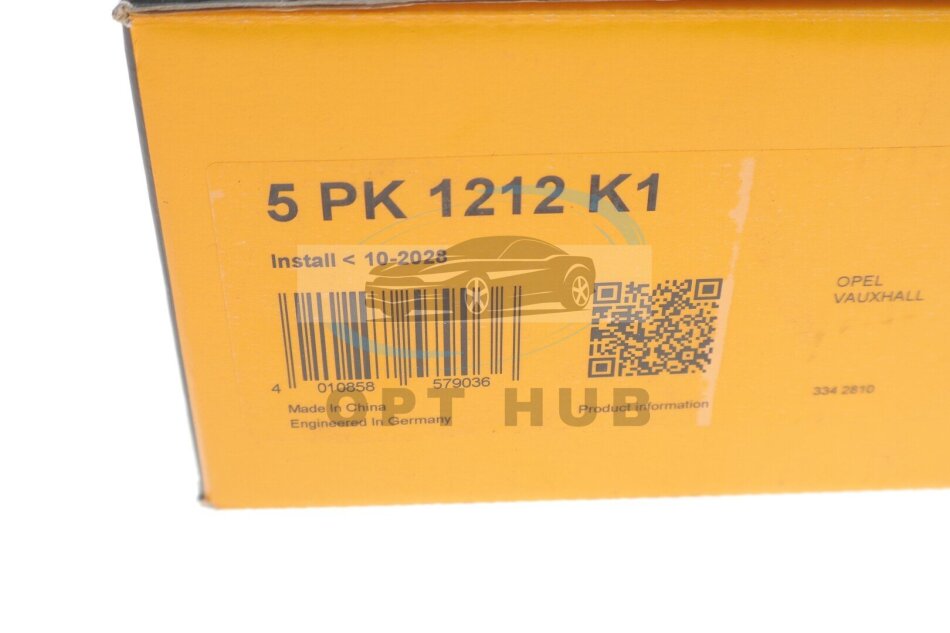 5 PK 1212 K1
Install < 10-2028
4 010858 579036
Made In China
Engineered In Germany
Product information
OPEL
VAUXHALL
334 2810
OPT HUB